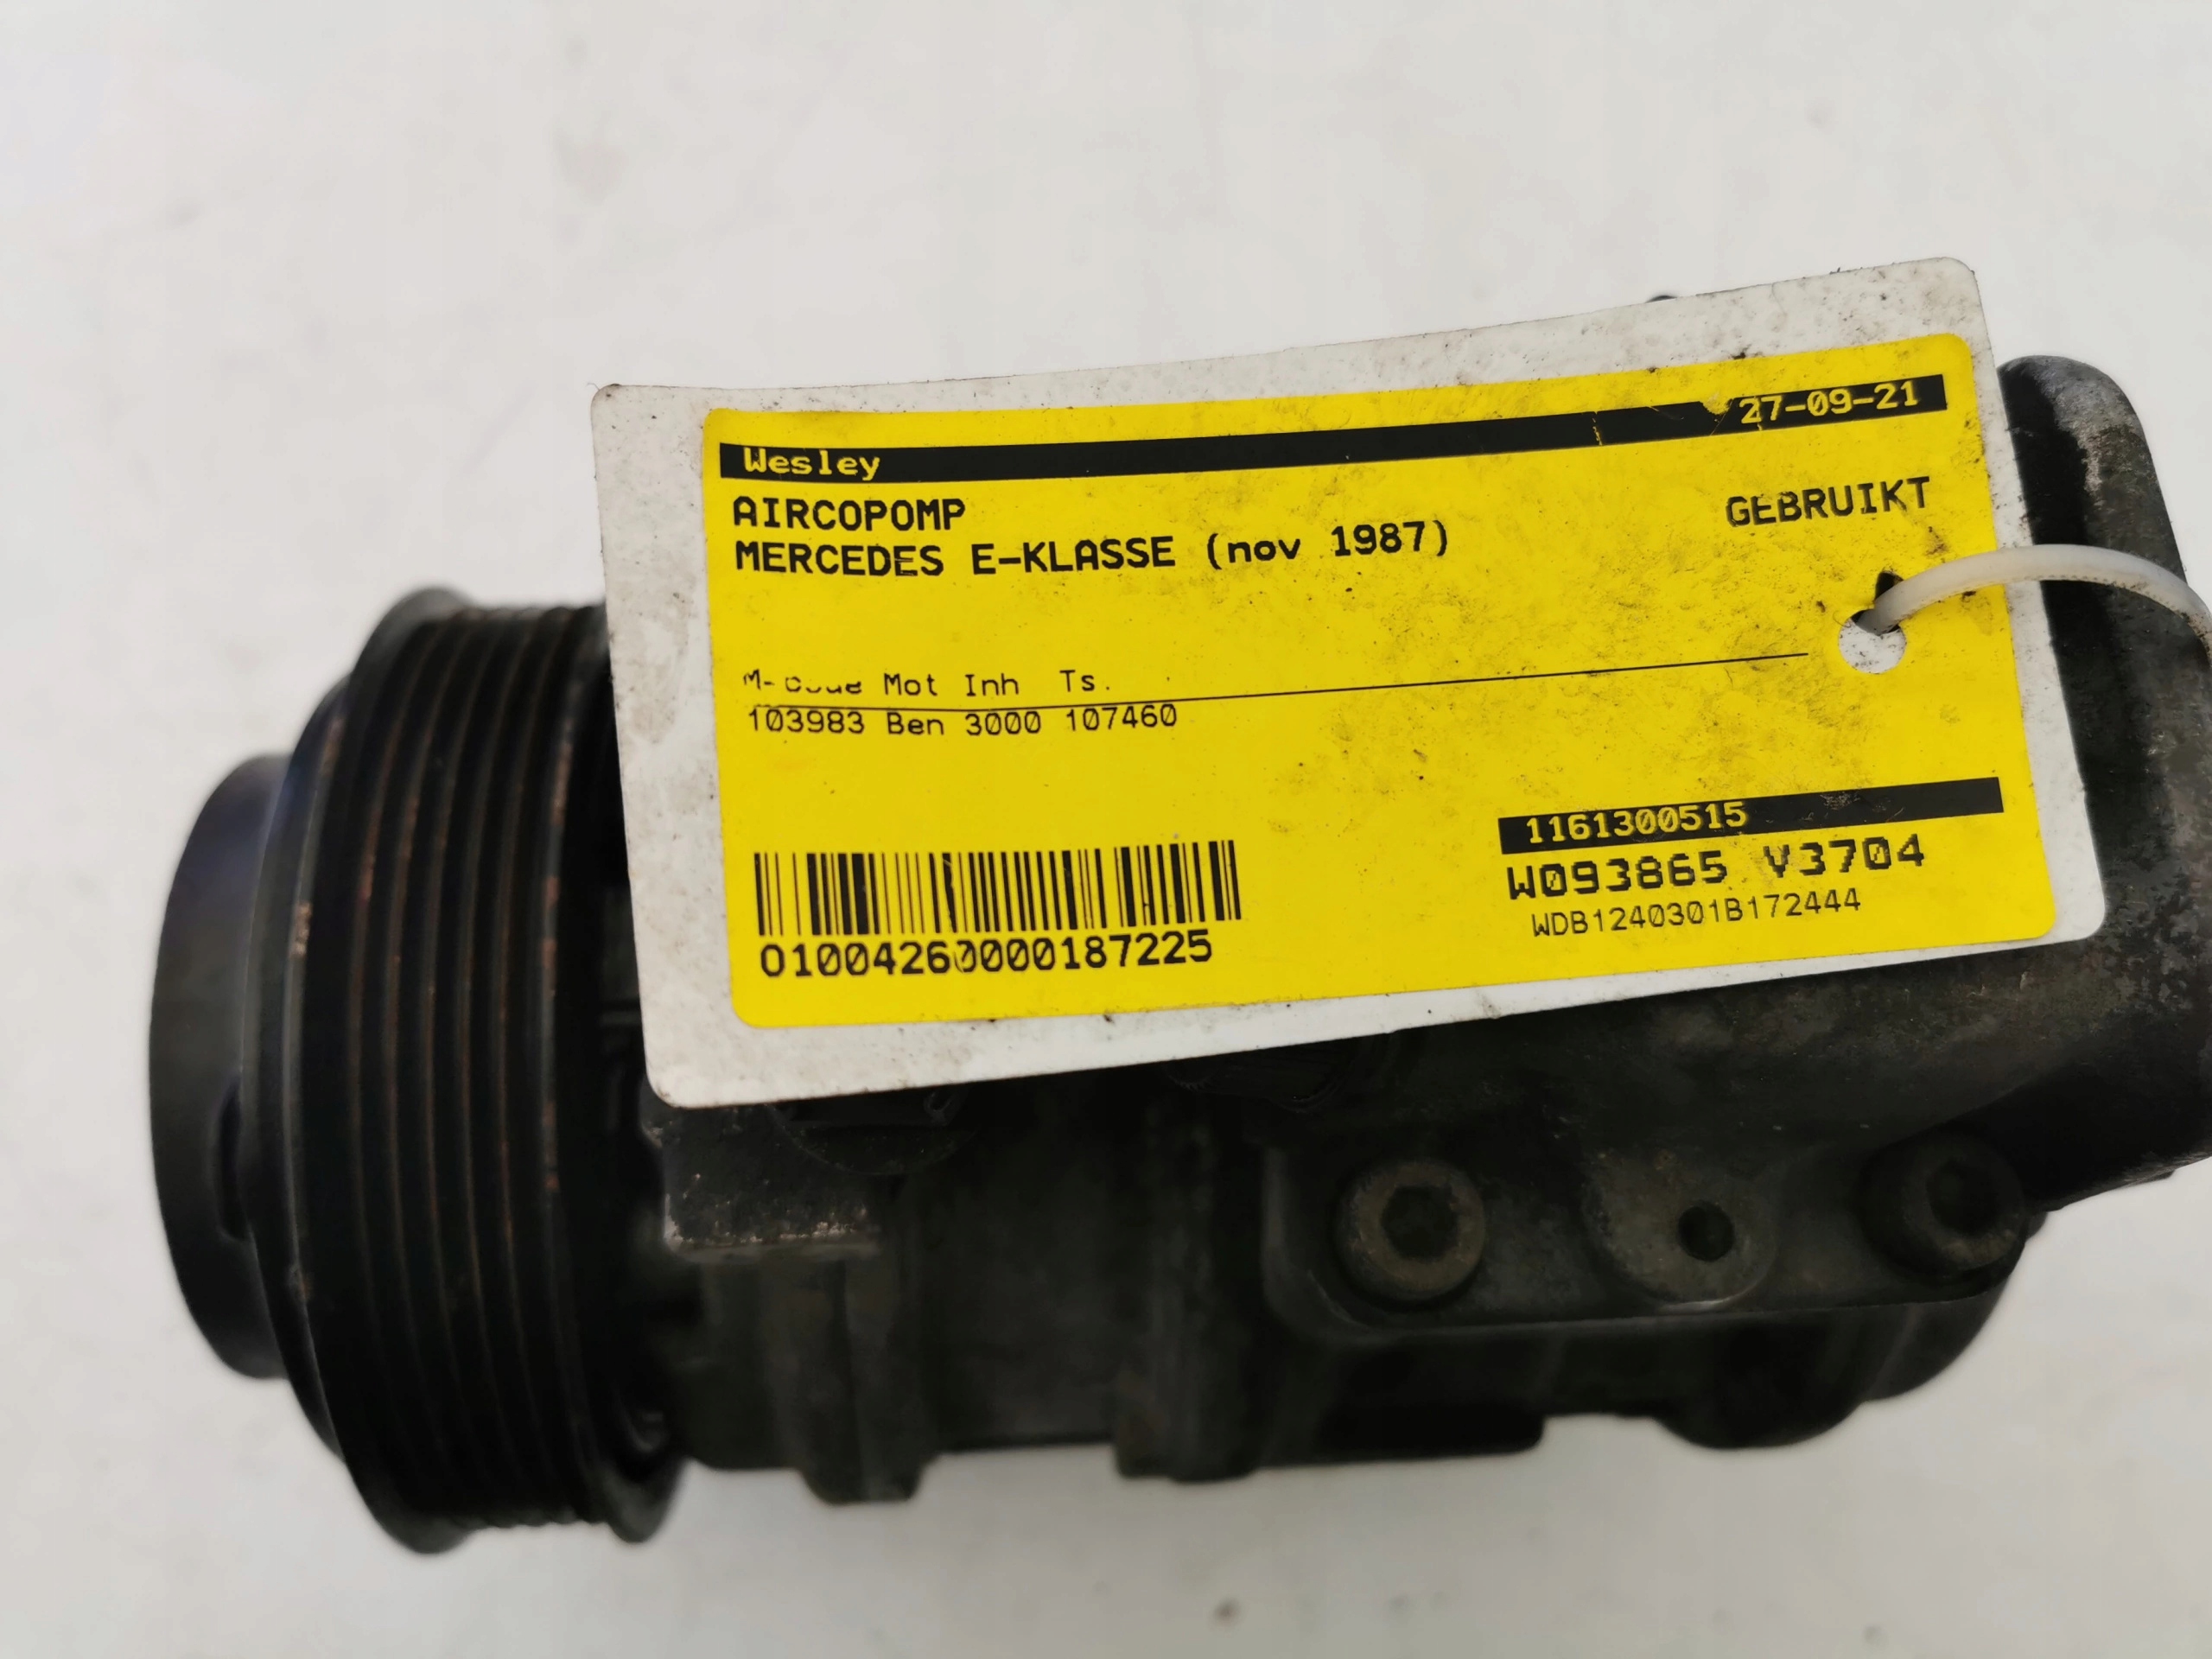 Wesley 27-09-21
AIRCOPOMP GEBRUIKT
MERCEDES E-KLASSE (nov 1987)
Mot Inh Ts.
103983 Ben 3000 107460
1161300515
W093865 V3704
WDB1240301B172444
01004260000187225